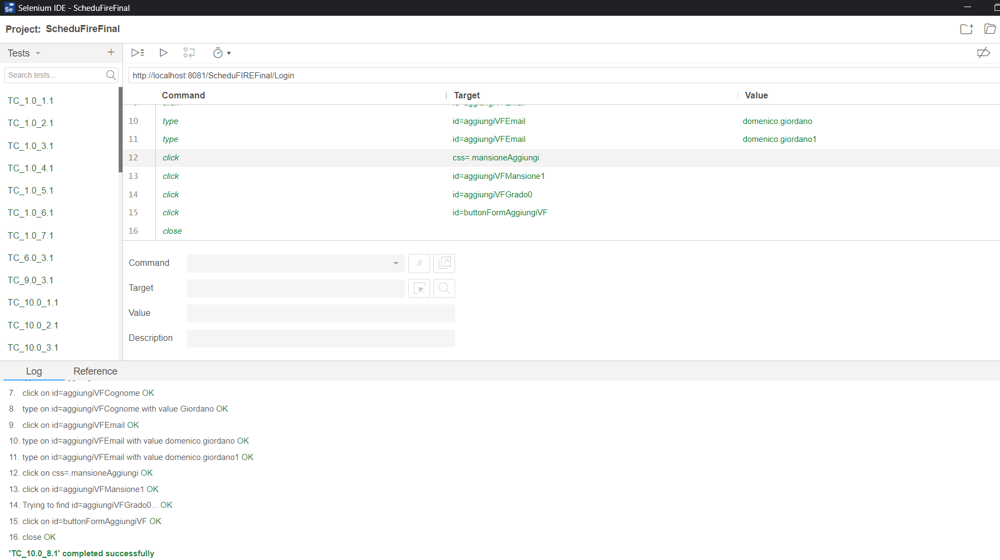 Selenium IDE - ScheduFireFinal
Project: ScheduFireFinal
Tests
http://localhost:8081/ScheduFIREFinal/Login
Search tests...
Command Target Value
TC_1.0_1.1
TC_1.0_2.1
TC_1.0_3.1
TC_1.0_4.1
TC_1.0_5.1
TC_1.0_6.1
TC_1.0_7.1
TC_6.0_3.1
TC_9.0_3.1
TC_10.0_1.1
TC_10.0_2.1
TC_10.0_3.1
10 type id=aggiungiVFEmail domenico.giordano
11 type id=aggiungiVFEmail domenico.giordano1
12 click css=.mansioneAggiungi
13 click id=aggiungiVFMansione1
14 click id=aggiungiVFGrado0
15 click id=buttonFormAggiungiVF
16 close
Command //
Target
Value
Description
Log Reference
7. click on id=aggiungiVFCognome OK
8. type on id=aggiungiVFCognome with value Giordano OK
9. click on id=aggiungiVFEmail OK
10. type on id=aggiungiVFEmail with value domenico.giordano OK
11. type on id=aggiungiVFEmail with value domenico.giordano1 OK
12. click on css=.mansioneAggiungi OK
13. click on id=aggiungiVFMansione1 OK
14. Trying to find id=aggiungiVFGrado0... OK
15. click on id=buttonFormAggiungiVF OK
16. close OK
'TC_10.0_8.1' completed successfully